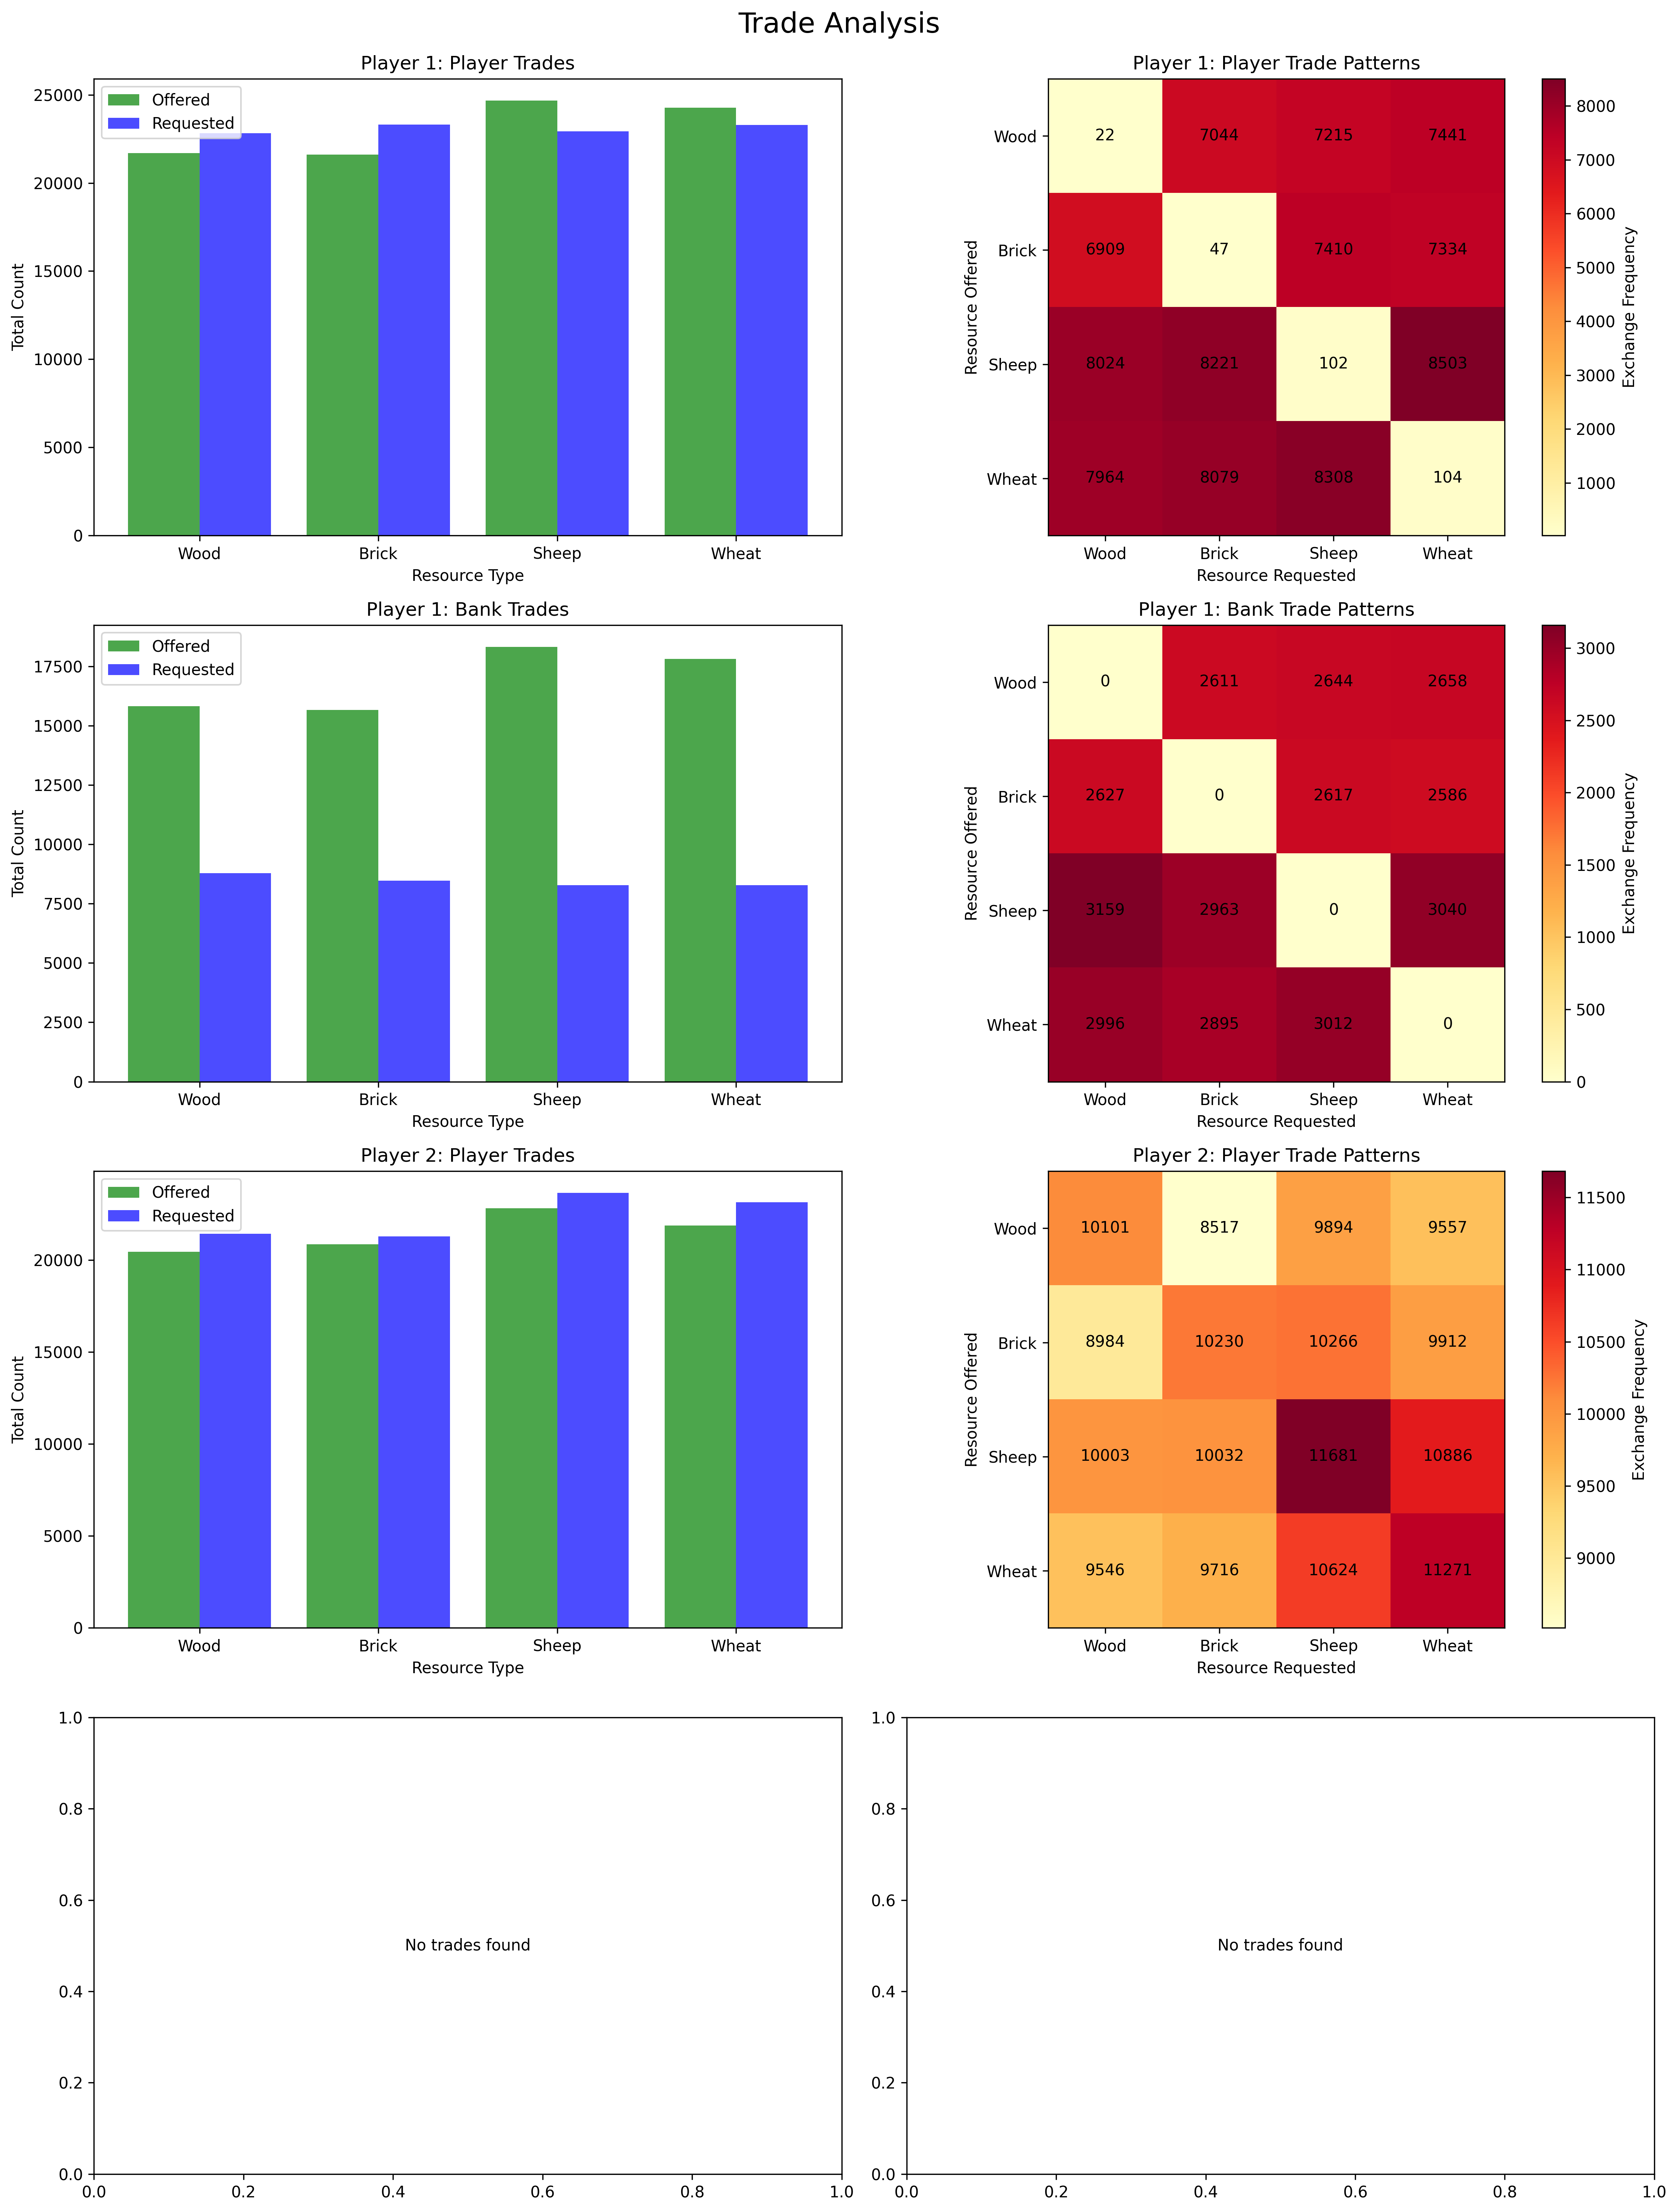 Trade Analysis
Player 1: Player Trades
Offered
Requested
25000
20000
15000
10000
5000
0
Total Count
Wood Brick Sheep Wheat
Resource Type
Player 1: Player Trade Patterns
Resource Offered
Wood 22 7044 7215 7441
Brick 6909 47 7410 7334
Sheep 8024 8221 102 8503
Wheat 7964 8079 8308 104
Wood Brick Sheep Wheat
Resource Requested
8000
7000
6000
5000
4000
3000
2000
1000
Exchange Frequency
Player 1: Bank Trades
Offered
Requested
17500
15000
12500
10000
7500
5000
2500
0
Total Count
Wood Brick Sheep Wheat
Resource Type
Player 1: Bank Trade Patterns
Resource Offered
Wood 0 2611 2644 2658
Brick 2627 0 2617 2586
Sheep 3159 2963 0 3040
Wheat 2996 2895 3012 0
Wood Brick Sheep Wheat
Resource Requested
3000
2500
2000
1500
1000
500
0
Exchange Frequency
Player 2: Player Trades
Offered
Requested
20000
15000
10000
5000
0
Total Count
Wood Brick Sheep Wheat
Resource Type
Player 2: Player Trade Patterns
Resource Offered
Wood 10101 8517 9894 9557
Brick 8984 10230 10266 9912
Sheep 10003 10032 11681 10886
Wheat 9546 9716 10624 11271
Wood Brick Sheep Wheat
Resource Requested
11500
11000
10500
10000
9500
9000
Exchange Frequency
1.0
0.8
0.6
0.4
0.2
0.0
No trades found
0.0 0.2 0.4 0.6 0.8 1.0
1.0
0.8
0.6
0.4
0.2
0.0
No trades found
0.0 0.2 0.4 0.6 0.8 1.0